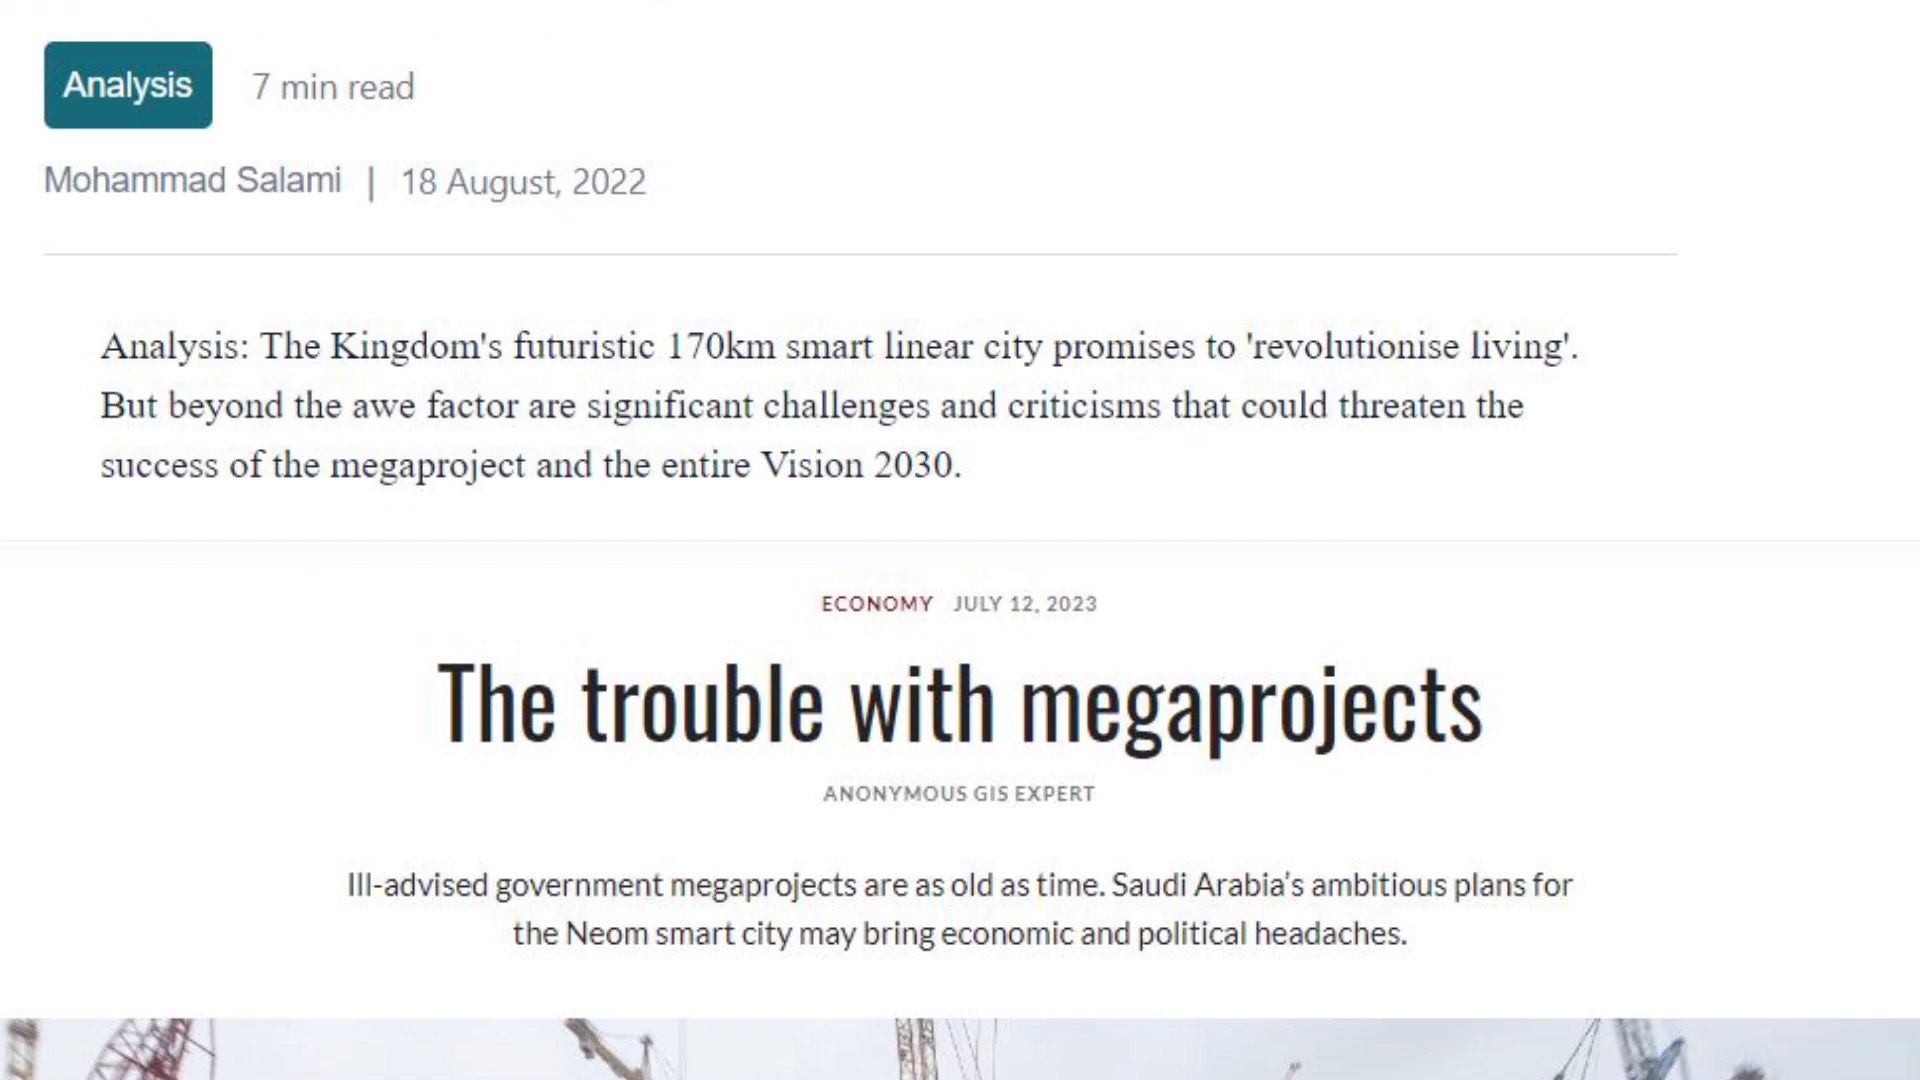 Analysis
7 min read
Mohammad Salami | 18 August, 2022
Analysis: The Kingdom's futuristic 170km smart linear city promises to 'revolutionise living'.
But beyond the awe factor are significant challenges and criticisms that could threaten the
success of the megaproject and the entire Vision 2030.
ECONOMY JULY 12, 2023
The trouble with megaprojects
ANONYMOUS GIS EXPERT
Ill-advised government megaprojects are as old as time. Saudi Arabia’s ambitious plans for
the Neom smart city may bring economic and political headaches.